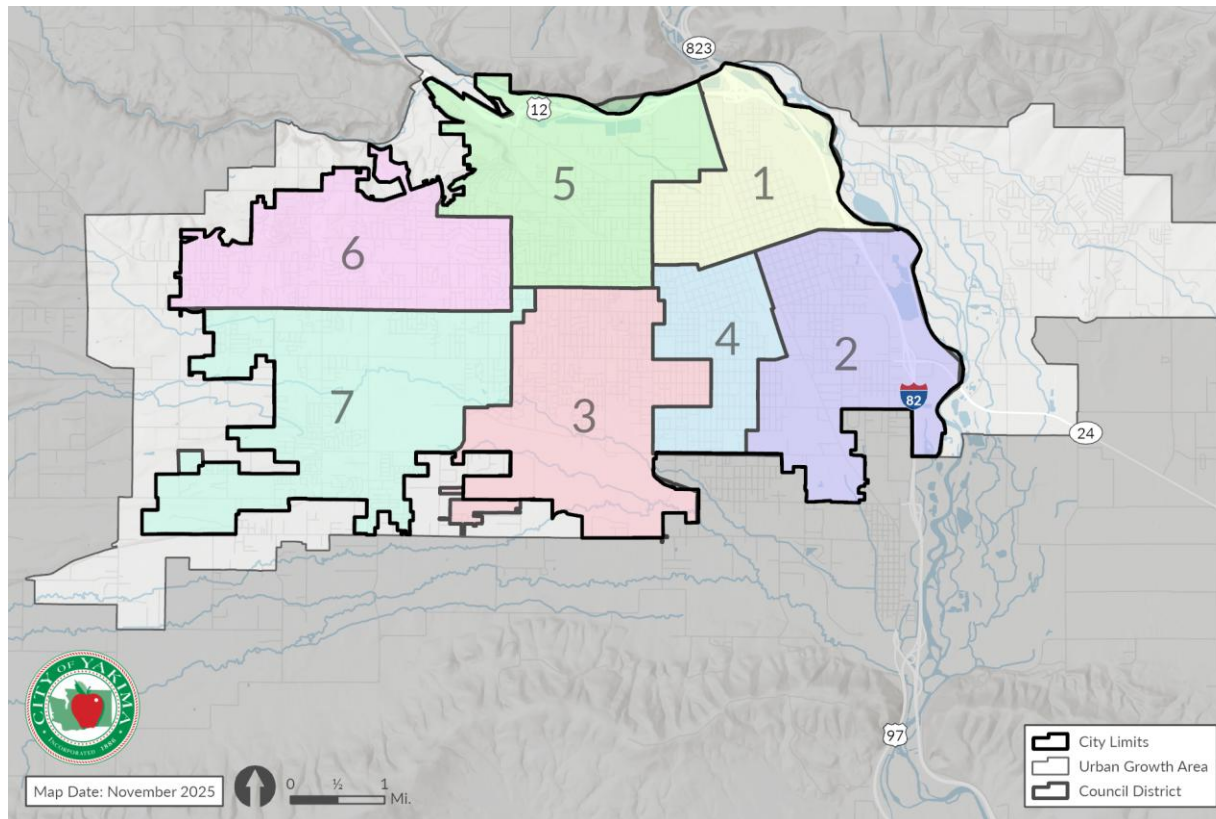 823
12
5
1
6
4
2
7
3
82
24
97
CITY OF YAKIMA
INCORPORATED 1886
Map Date: November 2025
0 ½ 1
Mi.
City Limits
Urban Growth Area
Council District